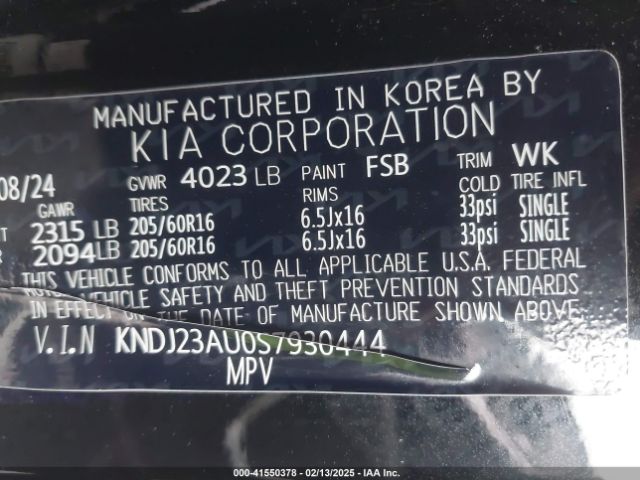 MANUFACTURED IN KOREA BY
KIA CORPORATION
08/24 GVWR 4023 LB PAINT FSB TRIM WK
GAWR TIRES RIMS COLD TIRE INFL
2315 LB 205/60R16 6.5Jx16 33psi SINGLE
2094LB 205/60R16 6.5Jx16 33psi SINGLE
THIS VEHICLE CONFORMS TO ALL APPLICABLE U.S.A. FEDERAL
VEHICLE SAFETY AND THEFT PREVENTION STANDARDS
IN EFFECT ON THE DATE OF MANUFACTURE SHOWN ABOVE.
V.I.N KNDJ23AU0S7930444
MPV
000-41550378 - 02/13/2025 - IAA Inc.